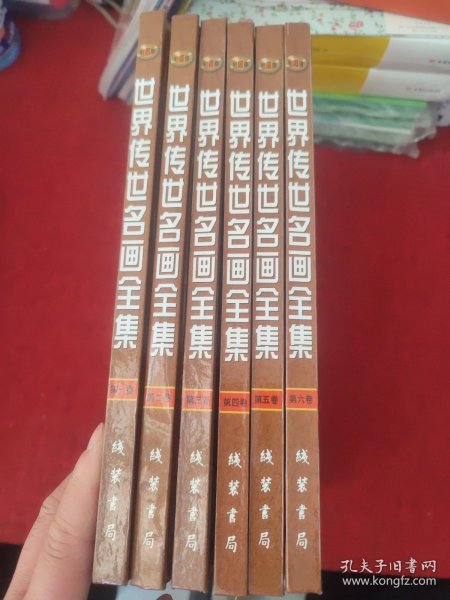 世界传世名画全集
第一卷
线装书局
世界传世名画全集
第二卷
线装书局
世界传世名画全集
第三卷
线装书局
世界传世名画全集
第四卷
线装书局
世界传世名画全集
第五卷
线装书局
世界传世名画全集
第六卷
线装书局
孔夫子旧书网
www.kongfz.com